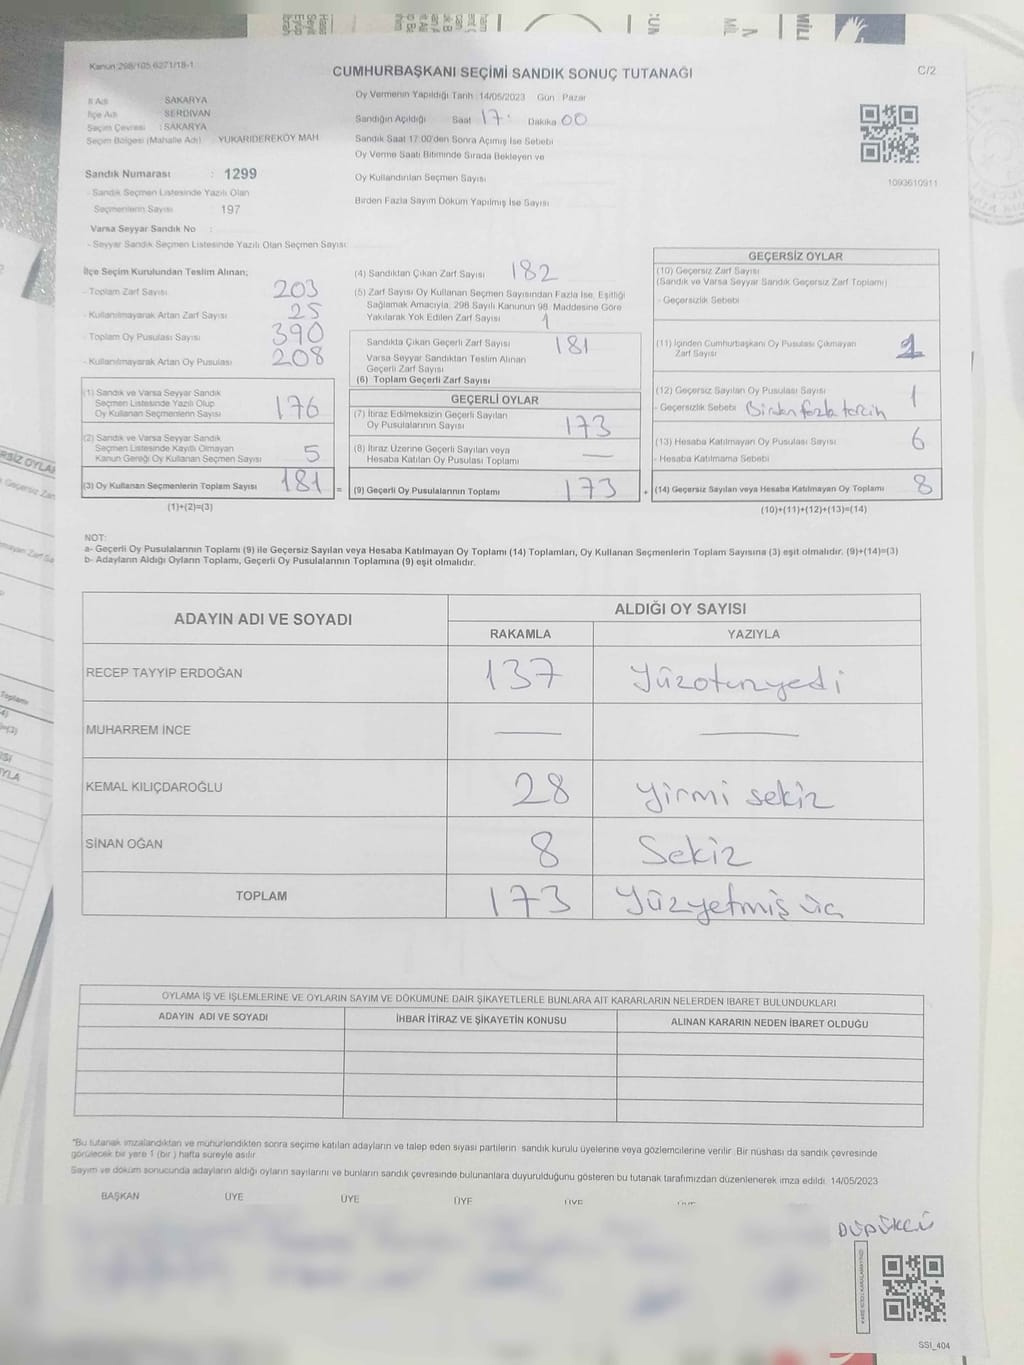 Kanun:298/105 6271/18-1
CUMHURBAŞKANI SEÇİMİ SANDIK SONUÇ TUTANAĞI
C/2
İl Adı SAKARYA
İlçe Adı SERDİVAN
Seçim Çevresi : SAKARYA
Seçim Bölgesi (Mahalle Adı) YUKARIDEREKÖY MAH
Oy Vermenin Yapıldığı Tarih :14/05/2023 Gün Pazar
Sandığın Açıldığı Saat 17. Dakika 00
Sandık Saat 17:00'den Sonra Açımış İse Sebebi
Oy Verme Saati Bitiminde Sırada Bekleyen ve
Oy Kullandırılan Seçmen Sayısı
Birden Fazla Sayım Döküm Yapılmış İse Sayısı
1093610911
Sandık Numarası : 1299
- Sandık Seçmen Listesinde Yazılı Olan
Seçmenlerin Sayısı : 197
Varsa Seyyar Sandık No :
- Seyyar Sandık Seçmen Listesinde Yazılı Olan Seçmen Sayısı:
İlçe Seçim Kurulundan Teslim Alınan;
- Toplam Zarf Sayısı 203
- Kullanılmayarak Artan Zarf Sayısı 25
- Toplam Oy Pusulası Sayısı 390
- Kullanılmayarak Artan Oy Pusulası 208
(1) Sandık ve Varsa Seyyar Sandık
Seçmen Listesinde Yazılı Olup
Oy Kullanan Seçmenlerin Sayısı 176
(2) Sandık ve Varsa Seyyar Sandık
Seçmen Listesinde Kayıtlı Olmayan
Kanun Gereği Oy Kullanan Seçmen Sayısı 5
(3) Oy Kullanan Seçmenlerin Toplam Sayısı 181 =
(1)+(2)=(3)
(4) Sandıktan Çıkan Zarf Sayısı 182
(5) Zarf Sayısı Oy Kullanan Seçmen Sayısından Fazla İse, Eşitliği
Sağlamak Amacıyla, 298 Sayılı Kanunun 98. Maddesine Göre
Yakılarak Yok Edilen Zarf Sayısı 1
Sandıkta Çıkan Geçerli Zarf Sayısı 181
Varsa Seyyar Sandıktan Teslim Alınan
Geçerli Zarf Sayısı
(6) Toplam Geçerli Zarf Sayısı
GEÇERLİ OYLAR
(7) İtiraz Edilmeksizin Geçerli Sayılan
Oy Pusulalarının Sayısı 173
(8) İtiraz Üzerine Geçerli Sayılan veya
Hesaba Katılan Oy Pusulası Toplamı —
(9) Geçerli Oy Pusulalarının Toplamı 173 +
GEÇERSİZ OYLAR
(10) Geçersiz Zarf Sayısı
(Sandık ve Varsa Seyyar Sandık Geçersiz Zarf Toplamı)
- Geçersizlik Sebebi
(11) İçinden Cumhurbaşkanı Oy Pusulası Çıkmayan
Zarf Sayısı 1
(12) Geçersiz Sayılan Oy Pusulası Sayısı 1
- Geçersizlik Sebebi Birden fazla tercih
(13) Hesaba Katılmayan Oy Pusulası Sayısı 6
- Hesaba Katılmama Sebebi
(14) Geçersiz Sayılan veya Hesaba Katılmayan Oy Toplamı 8
(10)+(11)+(12)+(13)=(14)
NOT:
a- Geçerli Oy Pusulalarının Toplamı (9) ile Geçersiz Sayılan veya Hesaba Katılmayan Oy Toplamı (14) Toplamları, Oy Kullanan Seçmenlerin Toplam Sayısına (3) eşit olmalıdır. (9)+(14)=(3)
b- Adayların Aldığı Oyların Toplamı, Geçerli Oy Pusulalarının Toplamına (9) eşit olmalıdır.
ADAYIN ADI VE SOYADI
ALDIĞI OY SAYISI
RAKAMLA YAZIYLA
RECEP TAYYİP ERDOĞAN 137 Yüzotuzyedi
MUHARREM İNCE — —
KEMAL KILIÇDAROĞLU 28 yirmi sekiz
SİNAN OĞAN 8 Sekiz
TOPLAM 173 Yüzyetmiş üç
OYLAMA İŞ VE İŞLEMLERİNE VE OYLARIN SAYIM VE DÖKÜMÜNE DAİR ŞİKAYETLERLE BUNLARA AİT KARARLARIN NELERDEN İBARET BULUNDUKLARI
ADAYIN ADI VE SOYADI İHBAR İTİRAZ VE ŞİKAYETİN KONUSU ALINAN KARARIN NEDEN İBARET OLDUĞU
"Bu tutanak imzalandıktan ve mühürlendikten sonra seçime katılan adayların ve talep eden siyasi partilerin sandık kurulu üyelerine veya gözlemcilerine verilir. Bir nüshası da sandık çevresinde
görülecek bir yere 1 (bir) hafta süreyle asılır
Sayım ve döküm sonucunda adayların aldığı oyların sayılarını ve bunların sandık çevresinde bulunanlara duyurulduğunu gösteren bu tutanak tarafımızdan düzenlenerek imza edildi. 14/05/2023
BAŞKAN ÜYE ÜYE ÜYE ÜYE
DÜDÜKCÜ
SSI_404